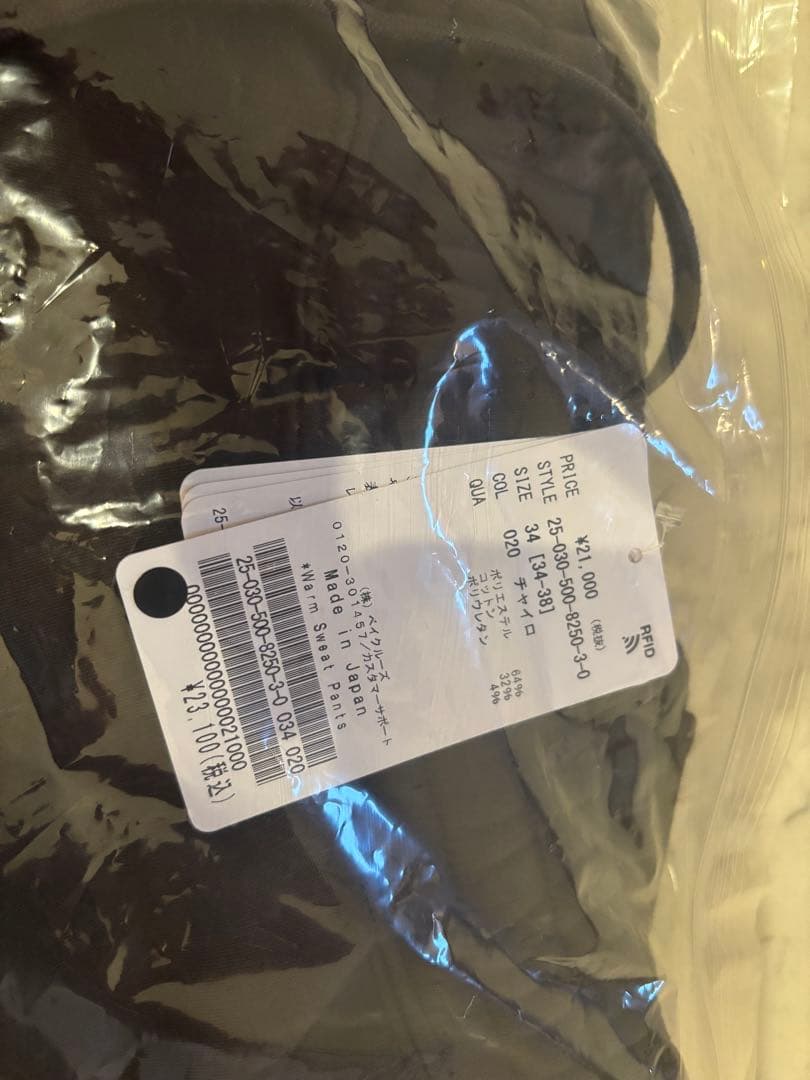 RFID
PRICE ¥21,000 (税抜)
STYLE 25-030-500-8250-3-0
SIZE 34 [34-38]
COL 020 チャイロ
QUA ポリエステル 64%
コットン 32%
ポリウレタン 4%
(株)ベイクルーズ
0120-301457/カスタマーサポート
Made in Japan
*Warm Sweat Pants
25-030-500-8250-3-0 034 020
¥23,100(税込)
以
25-